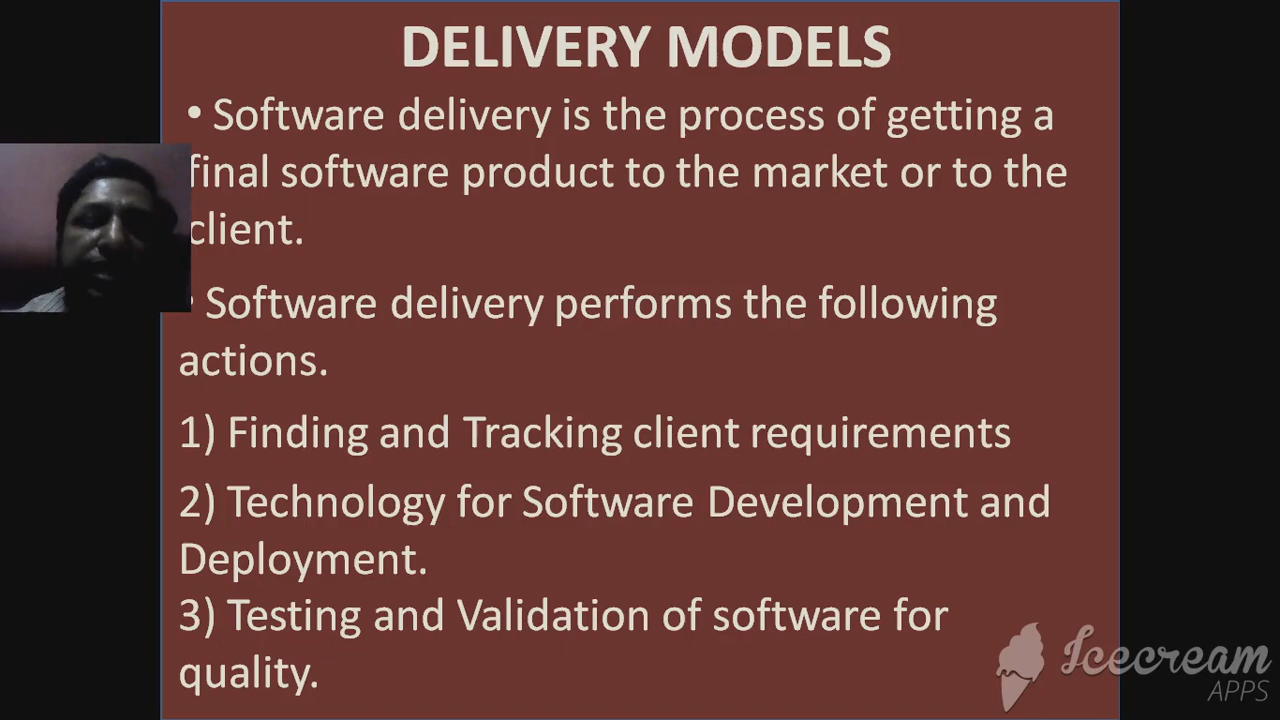 DELIVERY MODELS
• Software delivery is the process of getting a
final software product to the market or to the
client.
• Software delivery performs the following
actions.
1) Finding and Tracking client requirements
2) Technology for Software Development and
Deployment.
3) Testing and Validation of software for
quality.
Icecream
APPS